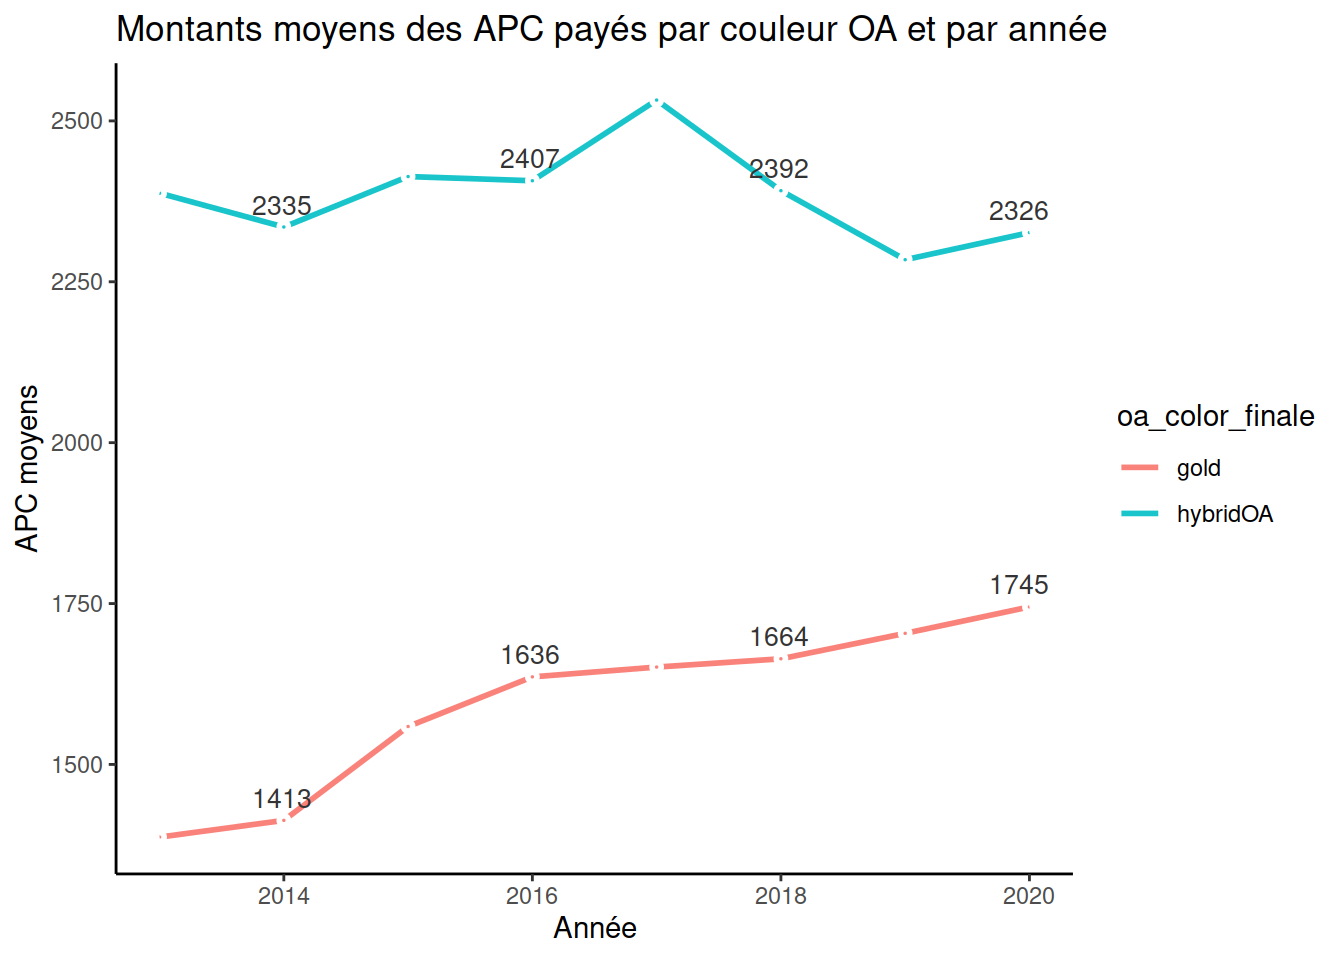 Montants moyens des APC payés par couleur OA et par année
APC moyens
2500
2250
2000
1750
1500
2335
2407
2392
2326
1413
1636
1664
1745
2014
2016
2018
2020
Année
oa_color_finale
gold
hybridOA